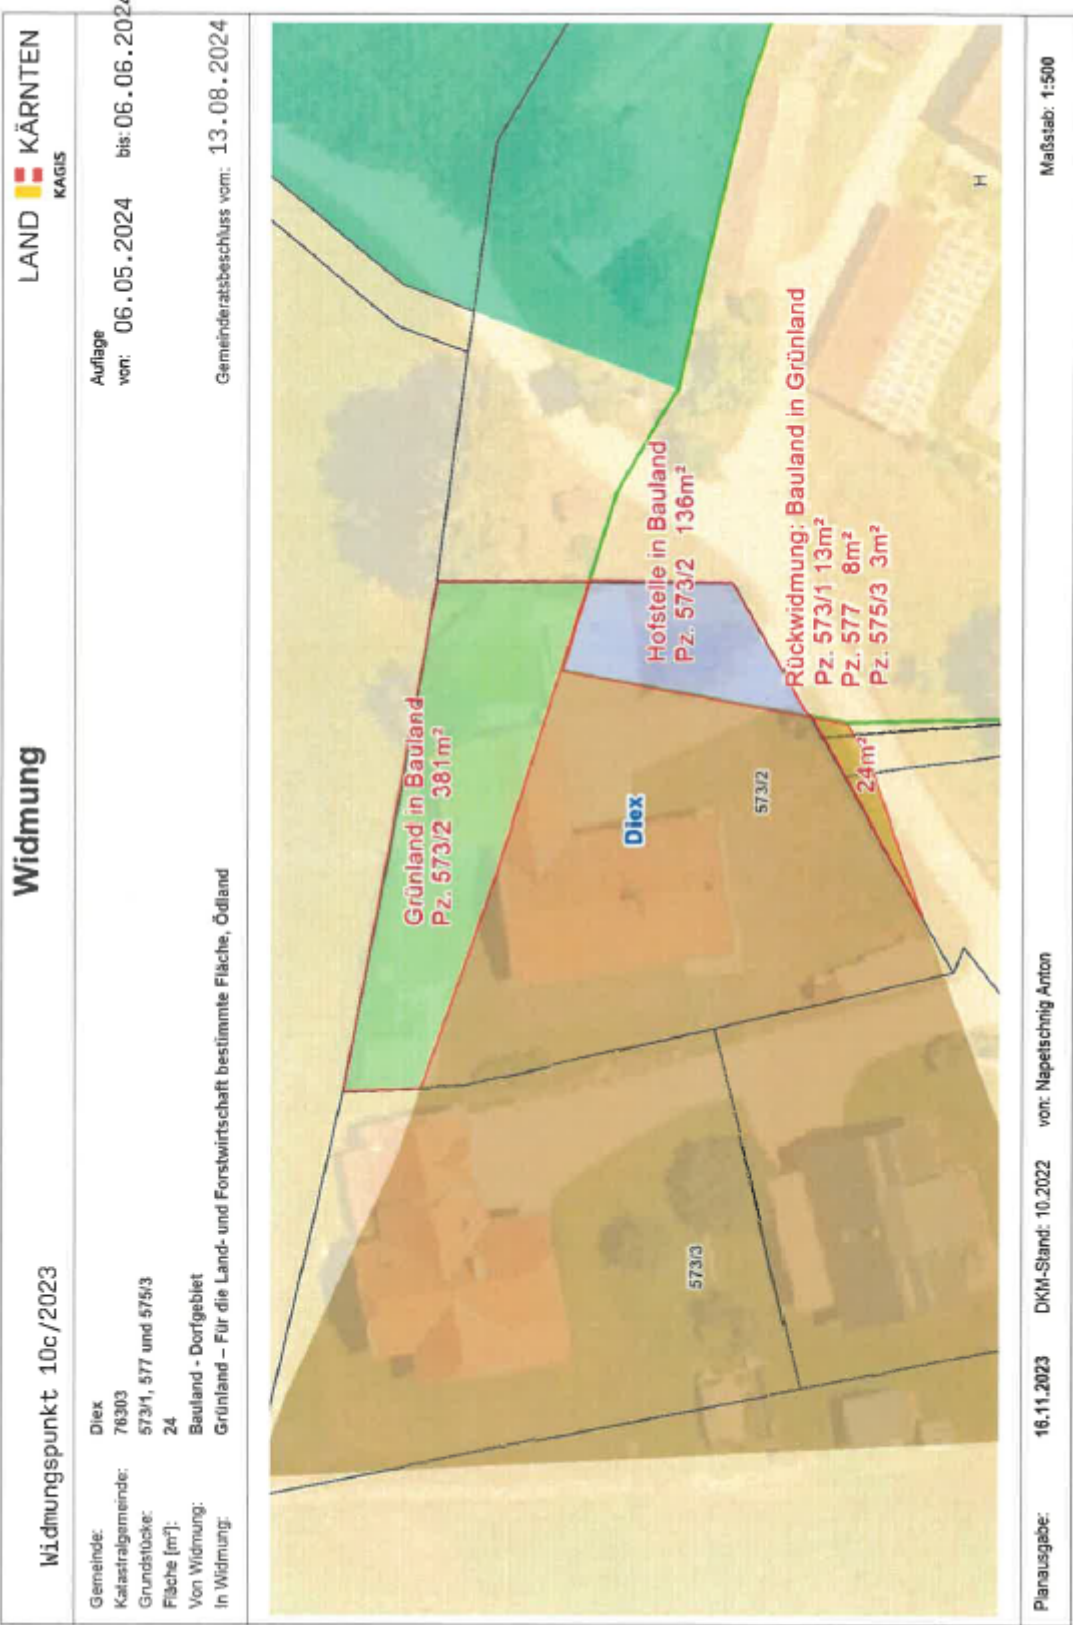 Widmungspunkt 10c/2023
Widmung
LAND KÄRNTEN
KAGIS
Gemeinde: Diex
Katastralgemeinde: 76303
Grundstücke: 573/1, 577 und 575/3
Fläche [m²]: 24
Von Widmung: Bauland - Dorfgebiet
In Widmung: Grünland – Für die Land- und Forstwirtschaft bestimmte Fläche, Ödland
Auflage
von: 06.05.2024 bis: 06.06.2024
Gemeinderatsbeschluss vom: 13.08.2024
Grünland in Bauland
Pz. 573/2 381m²
Hofstelle in Bauland
Pz. 573/2 136m²
Rückwidmung: Bauland in Grünland
Pz. 573/1 13m²
Pz. 577 8m²
Pz. 575/3 3m²
Diex
573/2
24m²
573/3
H
Planausgabe: 16.11.2023 DKM-Stand: 10.2022 von: Napetschnig Anton Maßstab: 1:500